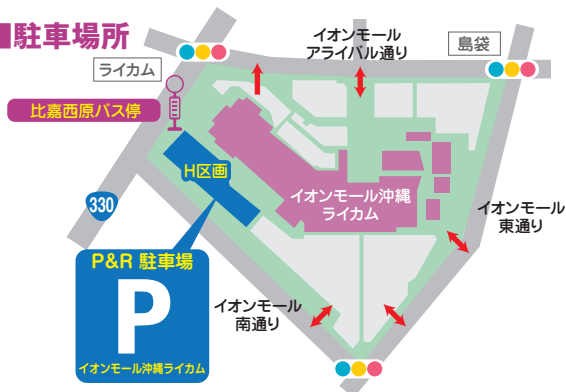 ■駐車場所
イオンモール
アライバル通り
島袋
ライカム
比嘉西原バス停
H区画
イオンモール沖縄
ライカム
330
イオンモール
東通り
P&R 駐車場
P
イオンモール沖縄ライカム
イオンモール
南通り